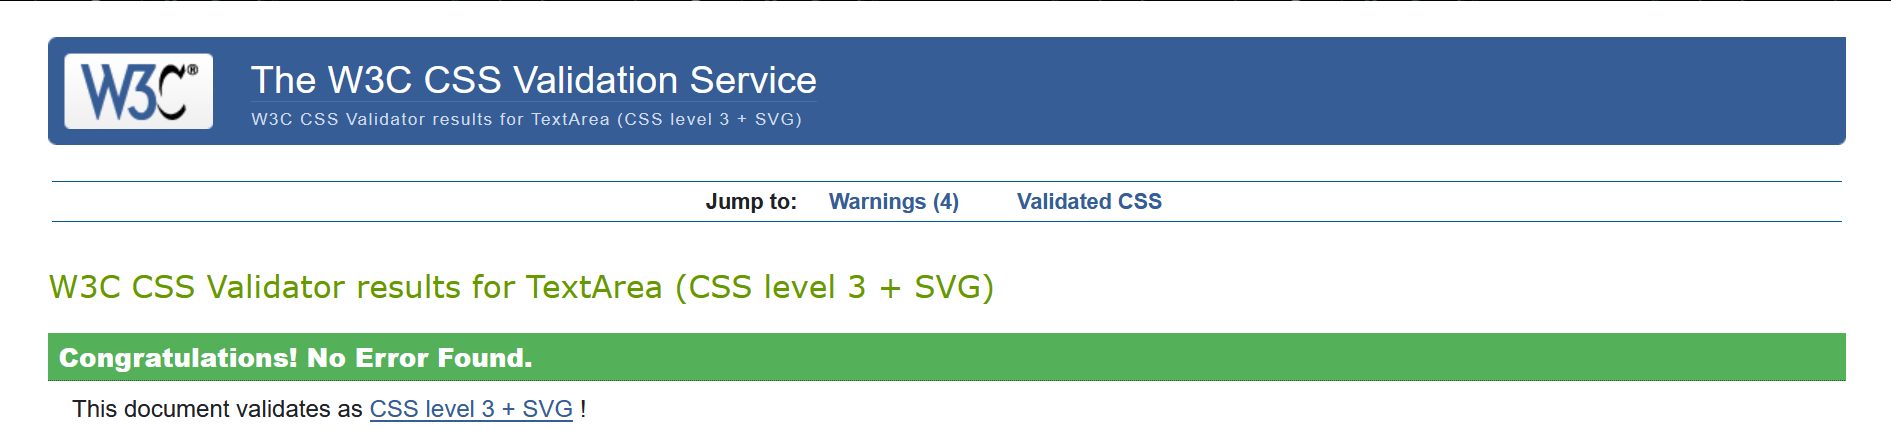 W3C®
The W3C CSS Validation Service
W3C CSS Validator results for TextArea (CSS level 3 + SVG)
Jump to: Warnings (4) Validated CSS
W3C CSS Validator results for TextArea (CSS level 3 + SVG)
Congratulations! No Error Found.
This document validates as CSS level 3 + SVG !